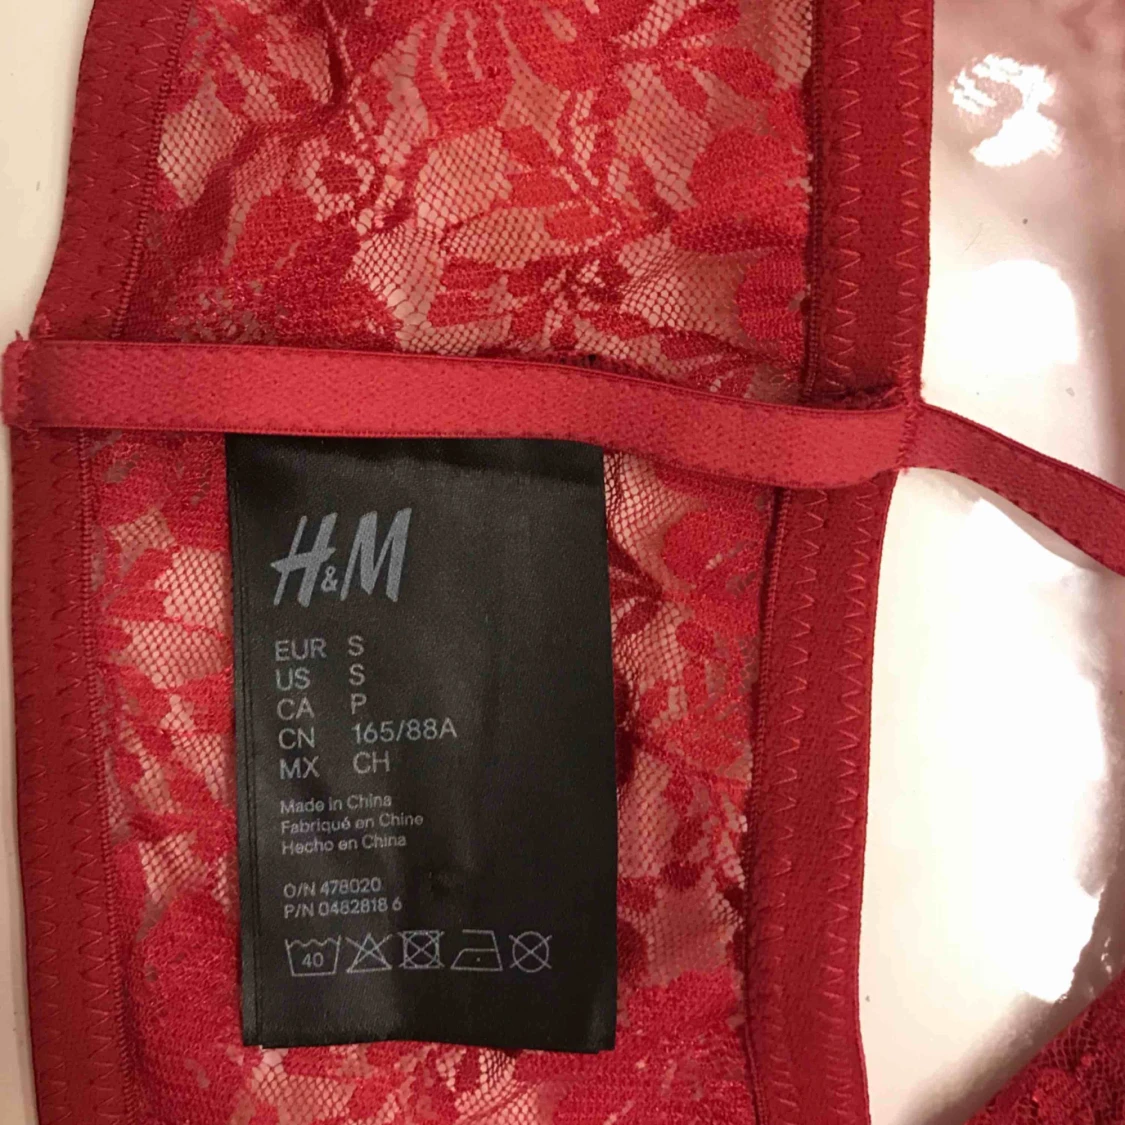 H&M
EUR S
US S
CA P
CN 165/88A
MX CH
Made in China
Fabriqué en Chine
Hecho en China
O/N 478020
P/N 0482818 6
40